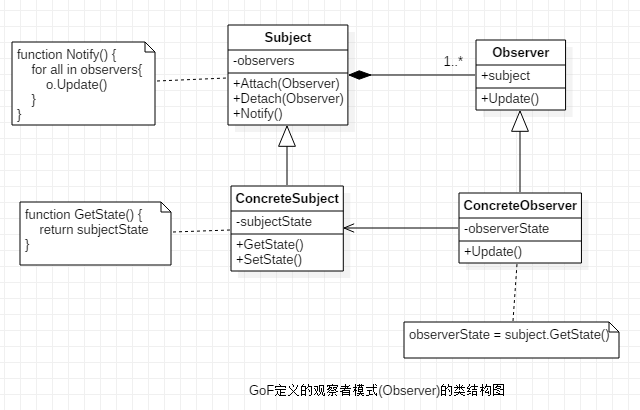 Subject
-observers
+Attach(Observer)
+Detach(Observer)
+Notify()
function Notify() {
for all in observers{
o.Update()
}
}
1..*
Observer
+subject
+Update()
ConcreteSubject
-subjectState
+GetState()
+SetState()
function GetState() {
return subjectState
}
ConcreteObserver
-observerState
+Update()
observerState = subject.GetState()
GoF定义的观察者模式(Observer)的类结构图